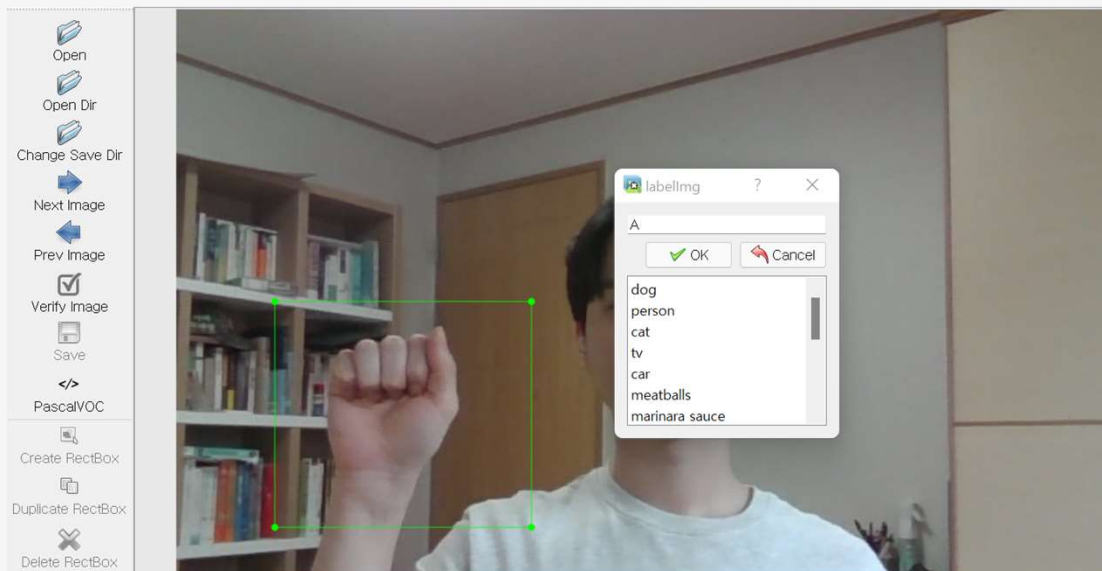 Open
Open Dir
Change Save Dir
Next Image
Prev Image
Verify Image
Save
</>
PascalVOC
Create RectBox
Duplicate RectBox
Delete RectBox
labelImg ?
A
OK Cancel
dog
person
cat
tv
car
meatballs
marinara sauce